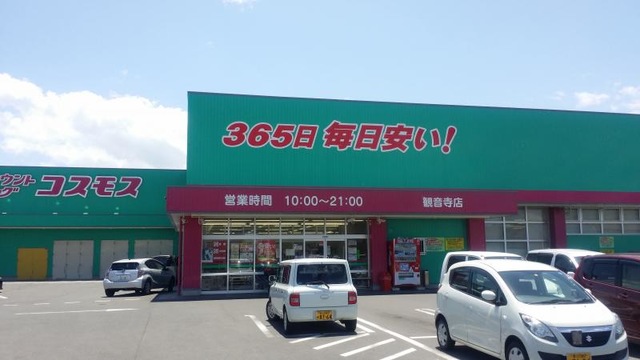 365日 毎日安い!
ウント
グ
コスモス
営業時間 10:00～21:00
観音寺店